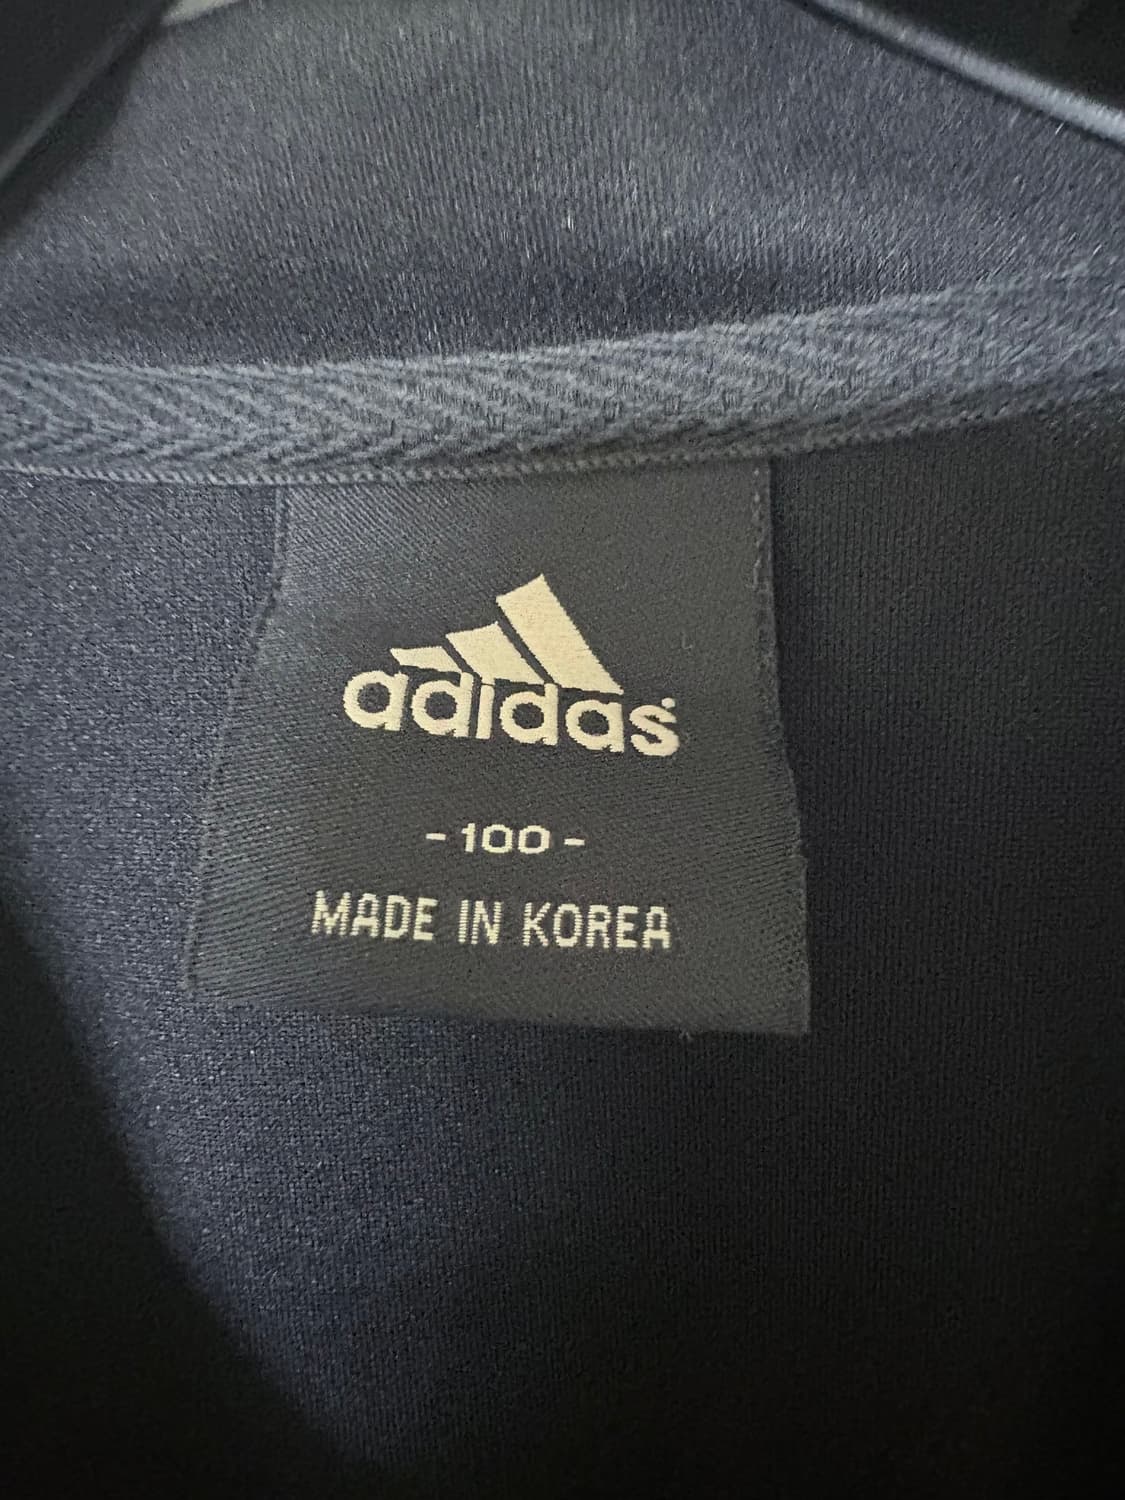 adidas
- 100 -
MADE IN KOREA